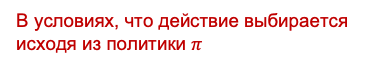 В условиях, что действие выбирается
исходя из политики π